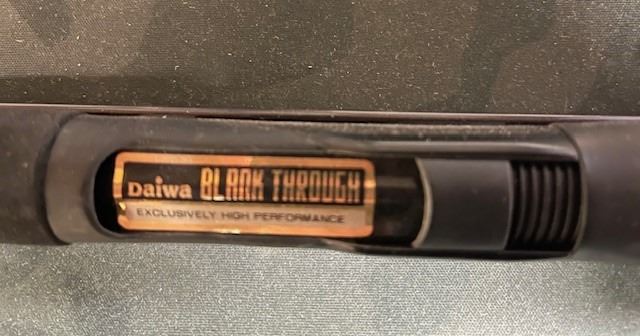 Daiwa BLANK THROUGH
EXCLUSIVELY HIGH PERFORMANCE